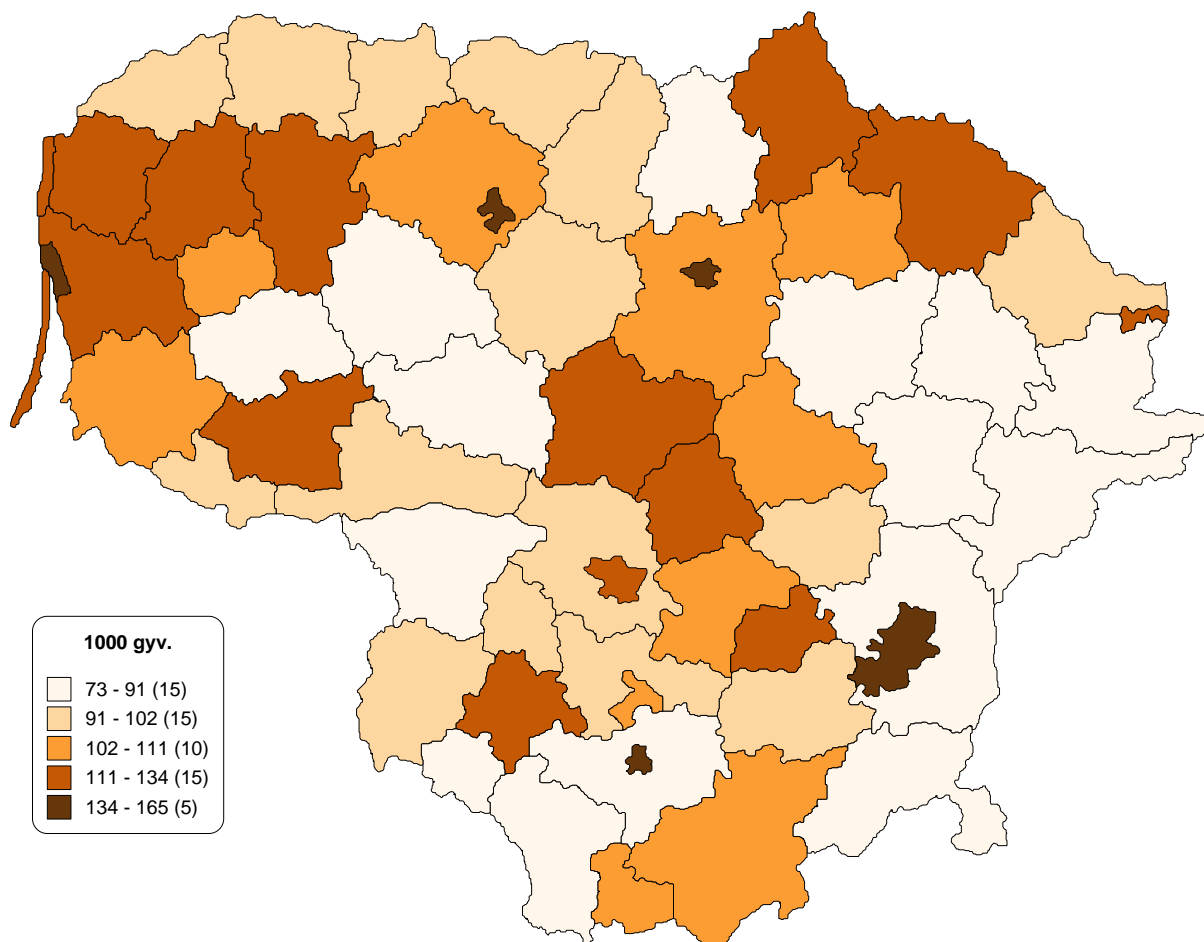 1000 gyv.
73 - 91 (15)
91 - 102 (15)
102 - 111 (10)
111 - 134 (15)
134 - 165 (5)